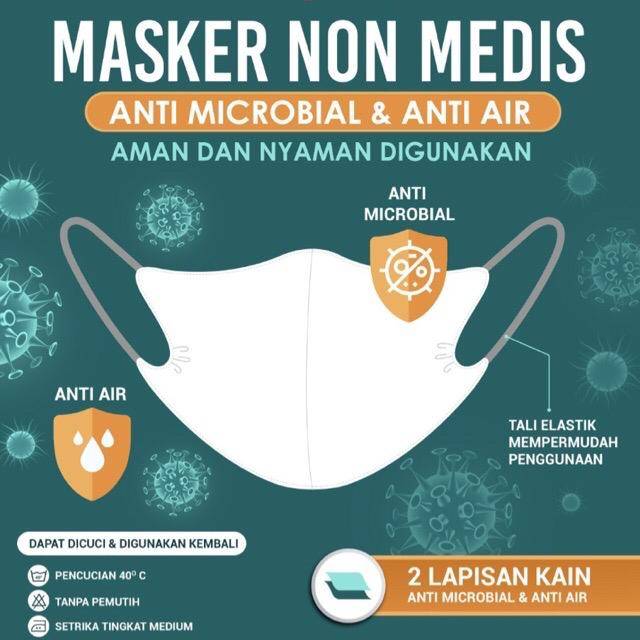 MASKER NON MEDIS
ANTI MICROBIAL & ANTI AIR
AMAN DAN NYAMAN DIGUNAKAN
ANTI
MICROBIAL
ANTI AIR
TALI ELASTIK
MEMPERMUDAH
PENGGUNAAN
DAPAT DICUCI & DIGUNAKAN KEMBALI
PENCUCIAN 40⁰ C
TANPA PEMUTIH
SETRIKA TINGKAT MEDIUM
2 LAPISAN KAIN
ANTI MICROBIAL & ANTI AIR